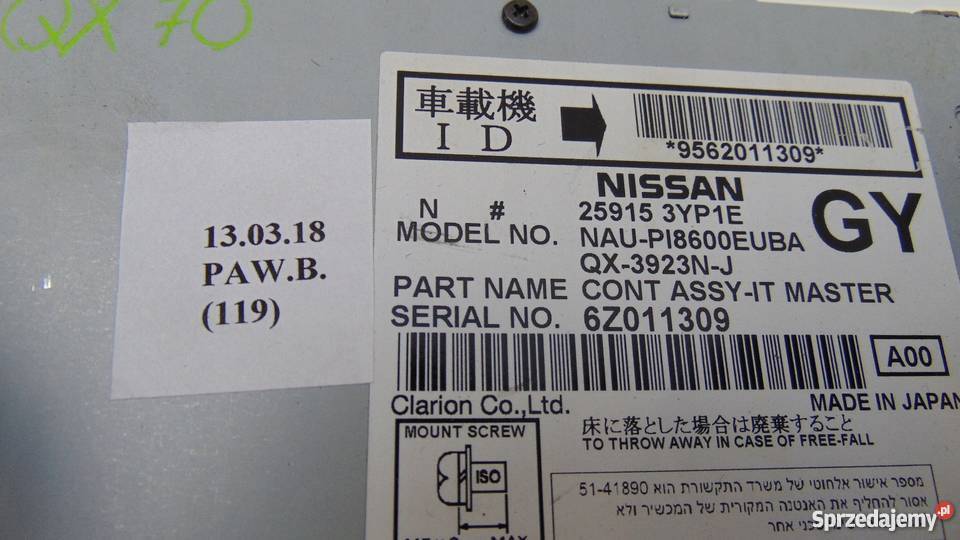 QX 70
13.03.18
PAW.B.
(119)
車載機
ID
*9562011309*
NISSAN
N # 25915 3YP1E
GY
MODEL NO. NAU-PI8600EUBA
QX-3923N-J
PART NAME CONT ASSY-IT MASTER
SERIAL NO. 6Z011309
A00
Clarion Co.,Ltd.
MADE IN JAPAN
床に落とした場合は廃棄すること
TO THROW AWAY IN CASE OF FREE-FALL
MOUNT SCREW
ISO
MAX
מספר אישור אלחוטי של משרד התקשורת הוא 51-41890
אסור להחליף את האנטנה המקורית של המכשיר ולא
טכני אחר
Sprzedajemy.pl